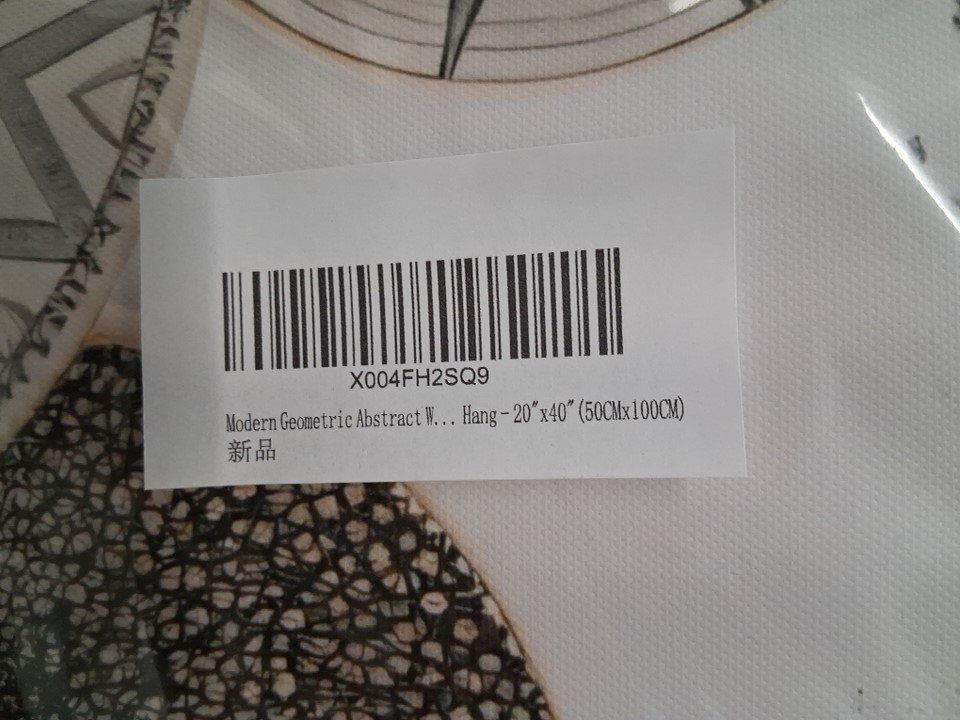 X004FH2SQ9
Modern Geometric Abstract W... Hang - 20"x40"(50CMx100CM)
新品